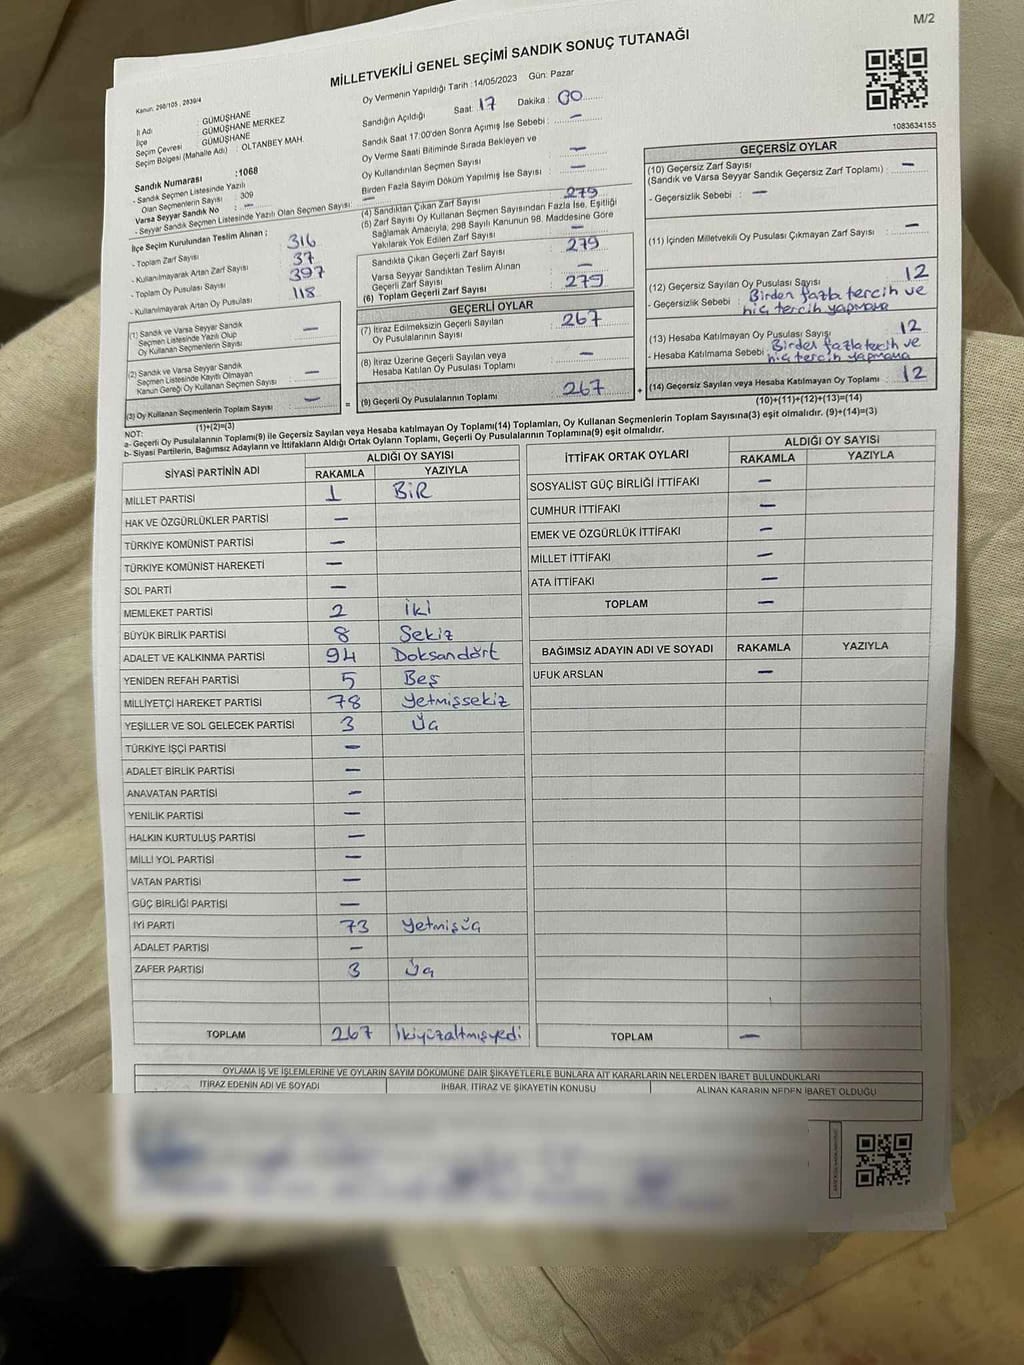 M/2
MİLLETVEKİLİ GENEL SEÇİMİ SANDIK SONUÇ TUTANAĞI
Kanun: 298/105 , 2839/4
Oy Vermenin Yapıldığı Tarih : 14/05/2023 Gün: Pazar
İl Adı : GÜMÜŞHANE
İlçe : GÜMÜŞHANE MERKEZ
Seçim Çevresi : GÜMÜŞHANE
Seçim Bölgesi (Mahalle Adı) : OLTANBEY MAH.
Sandık Numarası :1068
- Sandık Seçmen Listesinde Yazılı
Olan Seçmenlerin Sayısı : 309
Varsa Seyyar Sandık No : —
- Seyyar Sandık Seçmen Listesinde Yazılı Olan Seçmen Sayısı : —
İlçe Seçim Kurulundan Teslim Alınan ;
- Toplam Zarf Sayısı 316
- Kullanılmayarak Artan Zarf Sayısı 37
- Toplam Oy Pusulası Sayısı 397
- Kullanılmayarak Artan Oy Pusulası 118
(1) Sandık ve Varsa Seyyar Sandık
Seçmen Listesinde Yazılı Olup
Oy Kullanan Seçmenlerin Sayısı —
(2) Sandık ve Varsa Seyyar Sandık
Seçmen Listesinde Kayıtlı Olmayan
Kanun Gereği Oy Kullanan Seçmen Sayısı —
(3) Oy Kullanan Seçmenlerin Toplam Sayısı —
(1)+(2)=(3)
Sandığın Açıldığı Saat: 17 Dakika : 00
Sandık Saat 17:00'den Sonra Açımış İse Sebebi : —
Oy Verme Saati Bitiminde Sırada Bekleyen ve
Oy Kullandırılan Seçmen Sayısı —
Birden Fazla Sayım Döküm Yapılmış İse Sayısı : —
(4) Sandıktan Çıkan Zarf Sayısı 279
(5) Zarf Sayısı Oy Kullanan Seçmen Sayısından Fazla İse, Eşitliği
Sağlamak Amacıyla, 298 Sayılı Kanunun 98. Maddesine Göre
Yakılarak Yok Edilen Zarf Sayısı —
Sandıkta Çıkan Geçerli Zarf Sayısı 279
Varsa Seyyar Sandıktan Teslim Alınan
Geçerli Zarf Sayısı —
(6) Toplam Geçerli Zarf Sayısı 279
GEÇERLİ OYLAR
(7) İtiraz Edilmeksizin Geçerli Sayılan
Oy Pusulalarının Sayısı 267
(8) İtiraz Üzerine Geçerli Sayılan veya
Hesaba Katılan Oy Pusulası Toplamı —
= (9) Geçerli Oy Pusulalarının Toplamı 267 +
1083634155
GEÇERSİZ OYLAR
(10) Geçersiz Zarf Sayısı
(Sandık ve Varsa Seyyar Sandık Geçersiz Zarf Toplamı) : —
- Geçersizlik Sebebi : —
(11) İçinden Milletvekili Oy Pusulası Çıkmayan Zarf Sayısı : —
(12) Geçersiz Sayılan Oy Pusulası Sayısı 12
- Geçersizlik Sebebi : Birden fazla tercih ve
hiç tercih yapmama
(13) Hesaba Katılmayan Oy Pusulası Sayısı 12
- Hesaba Katılmama Sebebi : Birden fazla tercih ve
hiç tercih yapmama
(14) Geçersiz Sayılan veya Hesaba Katılmayan Oy Toplamı : 12
(10)+(11)+(12)+(13)=(14)
NOT:
a- Geçerli Oy Pusulalarının Toplamı(9) ile Geçersiz Sayılan veya Hesaba katılmayan Oy Toplamı(14) Toplamları, Oy Kullanan Seçmenlerin Toplam Sayısına(3) eşit olmalıdır. (9)+(14)=(3)
b- Siyasi Partilerin, Bağımsız Adayların ve İttifakların Aldığı Ortak Oyların Toplamı, Geçerli Oy Pusulalarının Toplamına(9) eşit olmalıdır.
SİYASİ PARTİNİN ADI ALDIĞI OY SAYISI
RAKAMLA YAZIYLA
MİLLET PARTİSİ 1 BİR
HAK VE ÖZGÜRLÜKLER PARTİSİ —
TÜRKİYE KOMÜNİST PARTİSİ —
TÜRKİYE KOMÜNİST HAREKETİ —
SOL PARTİ —
MEMLEKET PARTİSİ 2 iki
BÜYÜK BİRLİK PARTİSİ 8 Sekiz
ADALET VE KALKINMA PARTİSİ 94 Doksandört
YENİDEN REFAH PARTİSİ 5 Beş
MİLLİYETÇİ HAREKET PARTİSİ 78 Yetmişsekiz
YEŞİLLER VE SOL GELECEK PARTİSİ 3 Üç
TÜRKİYE İŞÇİ PARTİSİ —
ADALET BİRLİK PARTİSİ —
ANAVATAN PARTİSİ —
YENİLİK PARTİSİ —
HALKIN KURTULUŞ PARTİSİ —
MİLLİ YOL PARTİSİ —
VATAN PARTİSİ —
GÜÇ BİRLİĞİ PARTİSİ —
İYİ PARTİ 73 Yetmişüç
ADALET PARTİSİ —
ZAFER PARTİSİ 3 Üç
TOPLAM 267 İkiyüzaltmışyedi
İTTİFAK ORTAK OYLARI ALDIĞI OY SAYISI
RAKAMLA YAZIYLA
SOSYALİST GÜÇ BİRLİĞİ İTTİFAKI —
CUMHUR İTTİFAKI —
EMEK VE ÖZGÜRLÜK İTTİFAKI —
MİLLET İTTİFAKI —
ATA İTTİFAKI —
TOPLAM —
BAĞIMSIZ ADAYIN ADI VE SOYADI RAKAMLA YAZIYLA
UFUK ARSLAN —
TOPLAM —
OYLAMA İŞ VE İŞLEMLERİNE VE OYLARIN SAYIM DÖKÜMÜNE DAİR ŞİKAYETLERLE BUNLARA AİT KARARLARIN NELERDEN İBARET BULUNDUKLARI
İTİRAZ EDENİN ADI VE SOYADI İHBAR, İTİRAZ VE ŞİKAYETİN KONUSU ALINAN KARARIN NEDEN İBARET OLDUĞU